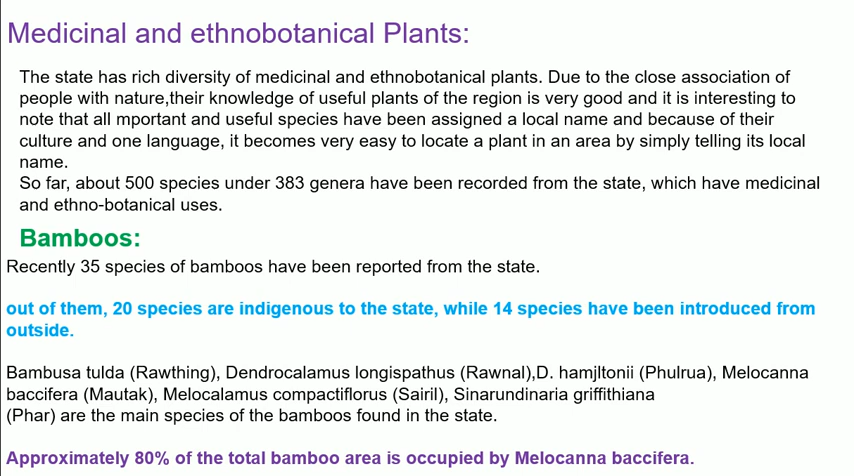 Medicinal and ethnobotanical Plants:
The state has rich diversity of medicinal and ethnobotanical plants. Due to the close association of
people with nature,their knowledge of useful plants of the region is very good and it is interesting to
note that all mportant and useful species have been assigned a local name and because of their
culture and one language, it becomes very easy to locate a plant in an area by simply telling its local
name.
So far, about 500 species under 383 genera have been recorded from the state, which have medicinal
and ethno-botanical uses.
Bamboos:
Recently 35 species of bamboos have been reported from the state.
out of them, 20 species are indigenous to the state, while 14 species have been introduced from
outside.
Bambusa tulda (Rawthing), Dendrocalamus longispathus (Rawnal),D. hamjltonii (Phulrua), Melocanna
baccifera (Mautak), Melocalamus compactiflorus (Sairil), Sinarundinaria griffithiana
(Phar) are the main species of the bamboos found in the state.
Approximately 80% of the total bamboo area is occupied by Melocanna baccifera.